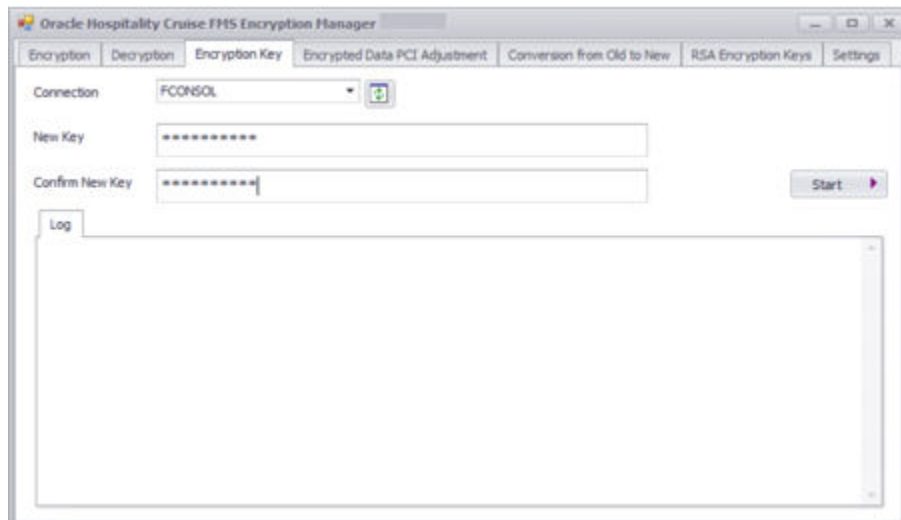 Oracle Hospitality Cruise FMS Encryption Manager
Encryption Decryption Encryption Key Encrypted Data PCI Adjustment Conversion from Old to New RSA Encryption Keys Settings
Connection FCONSOL
New Key **********
Confirm New Key **********
Start
Log